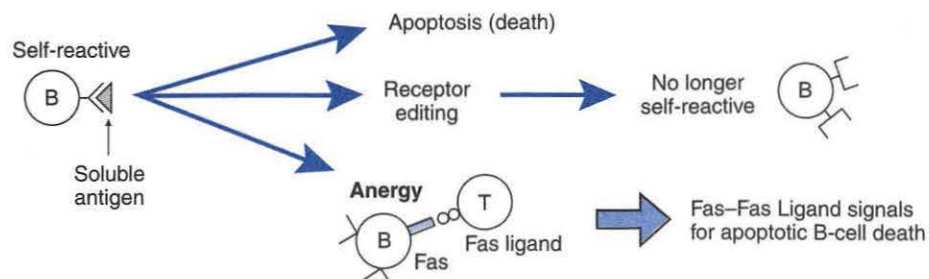 Apoptosis (death)
Self-reactive
B
Receptor
editing
No longer
self-reactive
B
Soluble
antigen
Anergy
B
T
Fas
Fas ligand
Fas–Fas Ligand signals
for apoptotic B-cell death